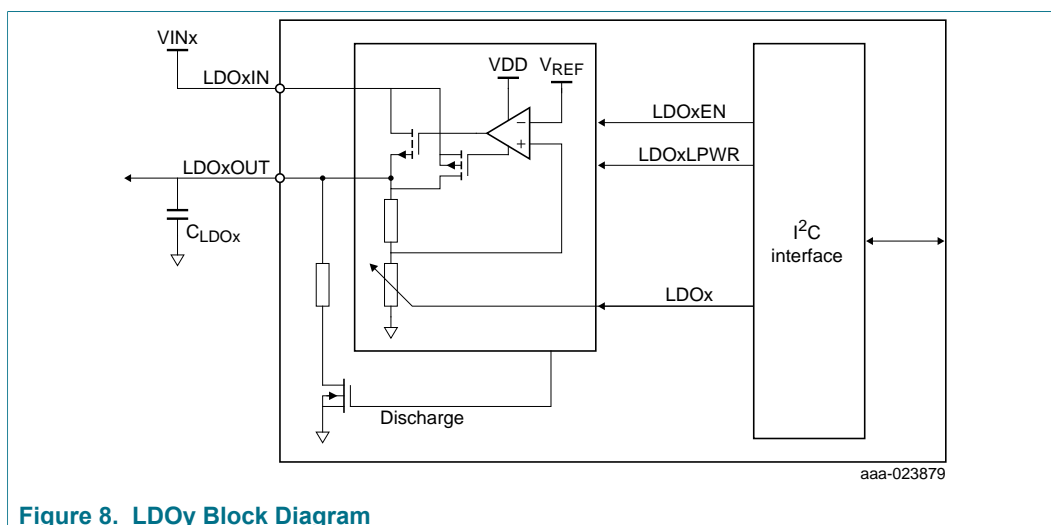 VINx
LDOxIN
VDD
VREF
−
+
LDOxEN
LDOxLPWR
LDOxOUT
CLDOx
I2C
interface
LDOx
Discharge
aaa-023879
Figure 8. LDOy Block Diagram